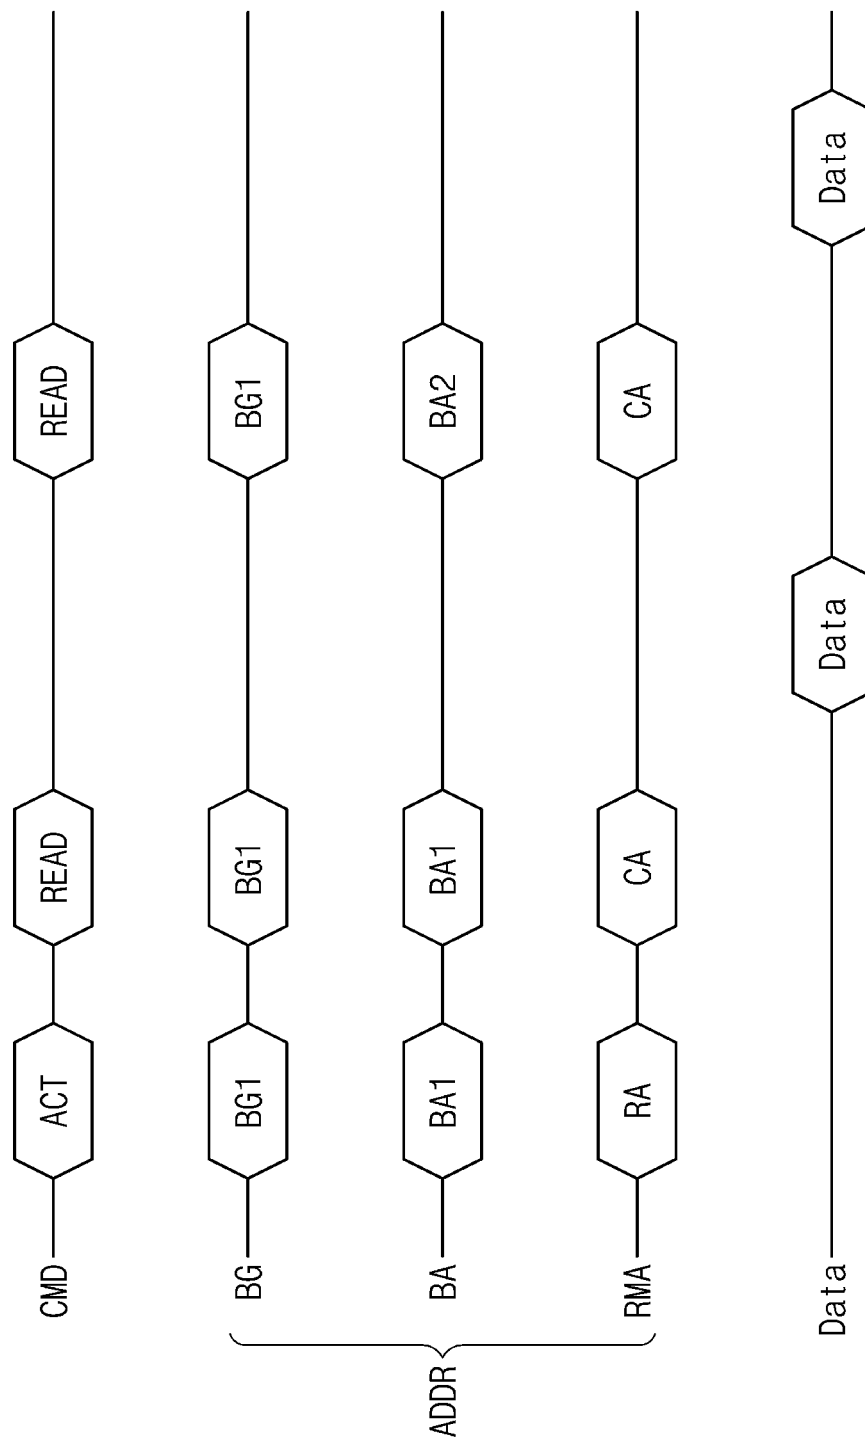 CMD ACT READ READ
BG BG1 BG1 BG1
ADDR
BA BA1 BA1 BA2
RMA RA CA CA
Data Data Data